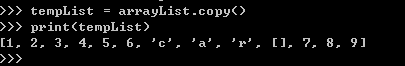 >>> tempList = arrayList.copy()
>>> print(tempList)
[1, 2, 3, 4, 5, 6, 'c', 'a', 'r', [], 7, 8, 9]
>>>